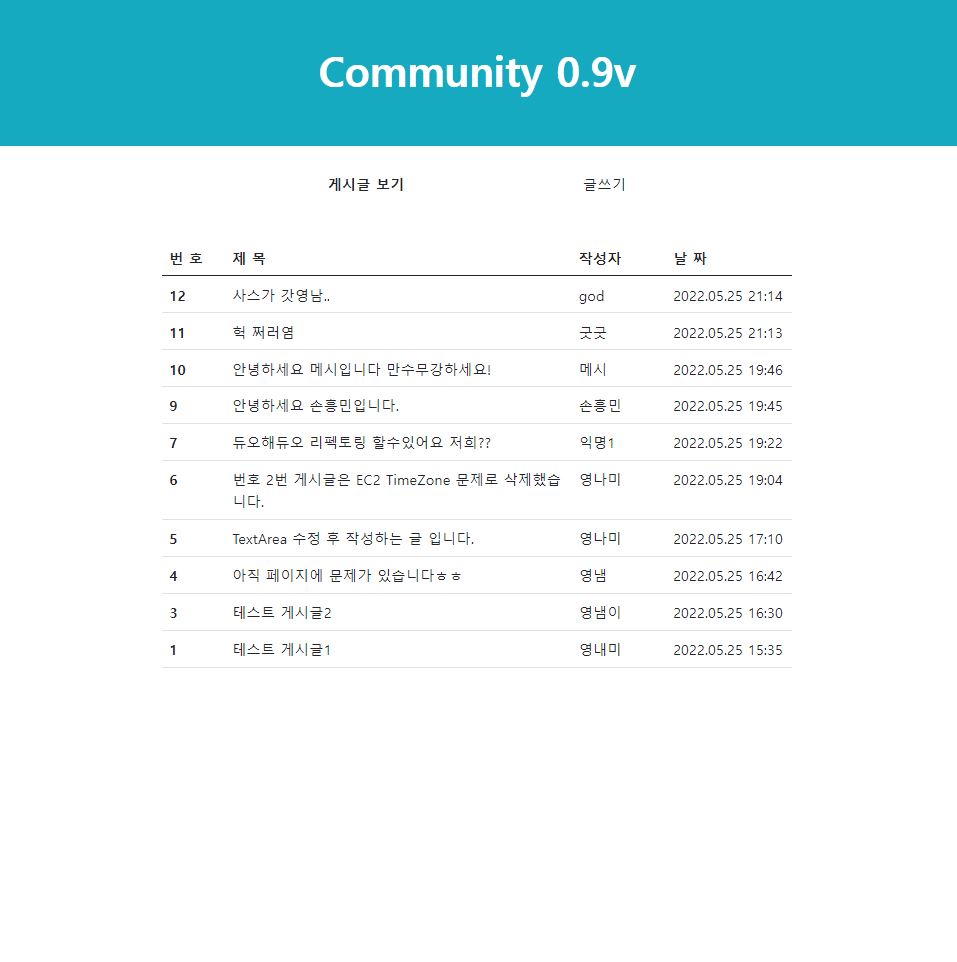 Community 0.9v
게시글 보기 글쓰기
번 호 제 목 작성자 날 짜
12 사스가 갓영남.. god 2022.05.25 21:14
11 헉 쩌러염 굿굿 2022.05.25 21:13
10 안녕하세요 메시입니다 만수무강하세요! 메시 2022.05.25 19:46
9 안녕하세요 손흥민입니다. 손흥민 2022.05.25 19:45
7 듀오해듀오 리펙토링 할수있어요 저희?? 익명1 2022.05.25 19:22
6 번호 2번 게시글은 EC2 TimeZone 문제로 삭제했습 영나미 2022.05.25 19:04
니다.
5 TextArea 수정 후 작성하는 글 입니다. 영나미 2022.05.25 17:10
4 아직 페이지에 문제가 있습니다ㅎㅎ 영냄 2022.05.25 16:42
3 테스트 게시글2 영냄이 2022.05.25 16:30
1 테스트 게시글1 영내미 2022.05.25 15:35